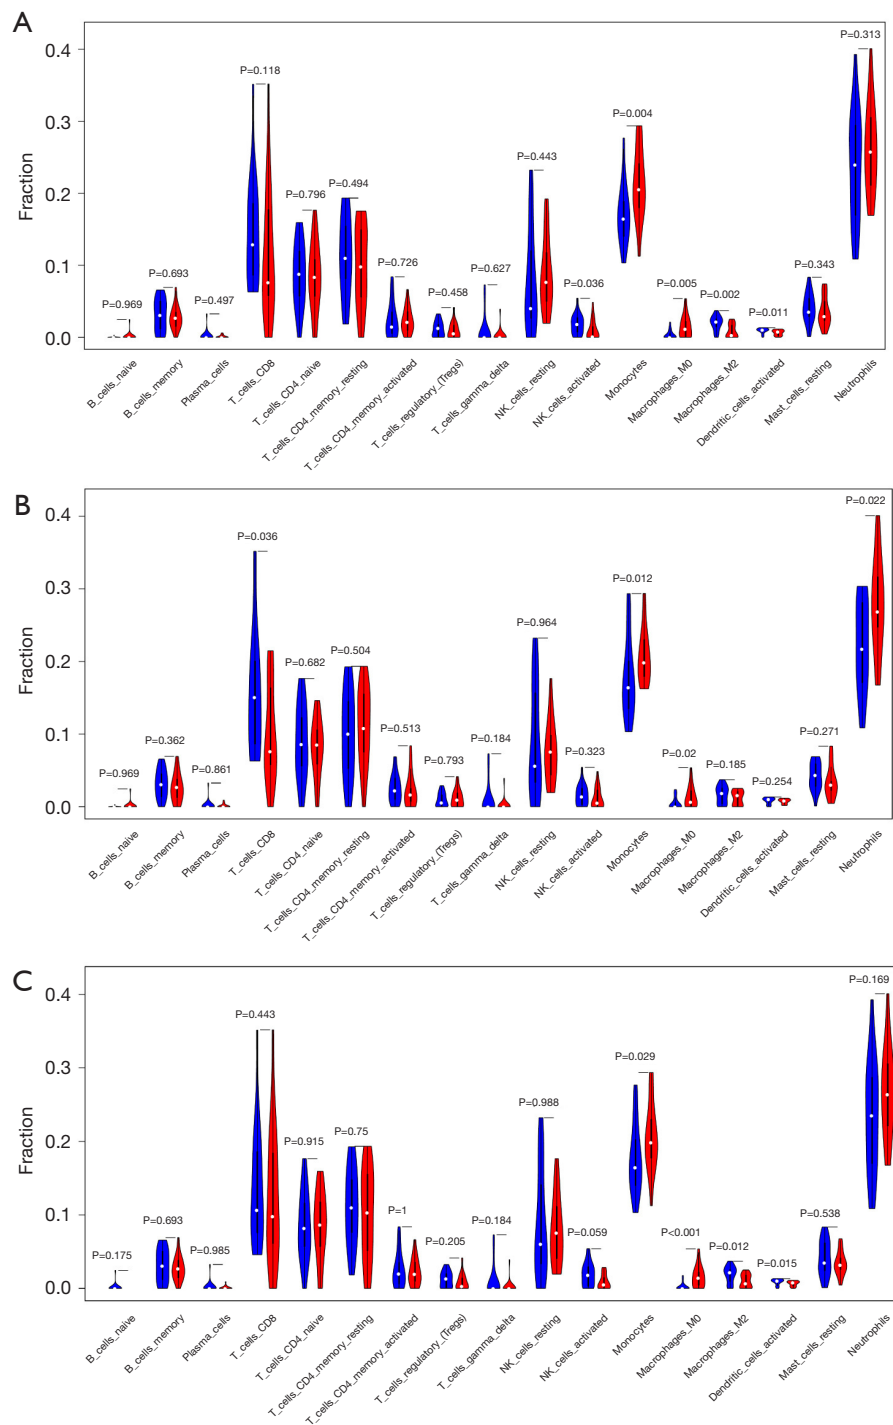 A
Fraction
0.4
0.3
0.2
0.1
0.0
P=0.969
P=0.693
P=0.497
P=0.118
P=0.796
P=0.494
P=0.726
P=0.458
P=0.627
P=0.443
P=0.036
P=0.004
P=0.005
P=0.002
P=0.011
P=0.343
P=0.313
B_cells_naive
B_cells_memory
Plasma_cells
T_cells_CD8
T_cells_CD4_naive
T_cells_CD4_memory_resting
T_cells_CD4_memory_activated
T_cells_regulatory_(Tregs)
T_cells_gamma_delta
NK_cells_resting
NK_cells_activated
Monocytes
Macrophages_M0
Macrophages_M2
Dendritic_cells_activated
Mast_cells_resting
Neutrophils
B
Fraction
0.4
0.3
0.2
0.1
0.0
P=0.969
P=0.362
P=0.861
P=0.036
P=0.682
P=0.504
P=0.513
P=0.793
P=0.184
P=0.964
P=0.323
P=0.012
P=0.02
P=0.185
P=0.254
P=0.271
P=0.022
B_cells_naive
B_cells_memory
Plasma_cells
T_cells_CD8
T_cells_CD4_naive
T_cells_CD4_memory_resting
T_cells_CD4_memory_activated
T_cells_regulatory_(Tregs)
T_cells_gamma_delta
NK_cells_resting
NK_cells_activated
Monocytes
Macrophages_M0
Macrophages_M2
Dendritic_cells_activated
Mast_cells_resting
Neutrophils
C
Fraction
0.4
0.3
0.2
0.1
0.0
P=0.175
P=0.693
P=0.985
P=0.443
P=0.915
P=0.75
P=1
P=0.205
P=0.184
P=0.988
P=0.059
P=0.029
P<0.001
P=0.012
P=0.015
P=0.538
P=0.169
B_cells_naive
B_cells_memory
Plasma_cells
T_cells_CD8
T_cells_CD4_naive
T_cells_CD4_memory_resting
T_cells_CD4_memory_activated
T_cells_regulatory_(Tregs)
T_cells_gamma_delta
NK_cells_resting
NK_cells_activated
Monocytes
Macrophages_M0
Macrophages_M2
Dendritic_cells_activated
Mast_cells_resting
Neutrophils